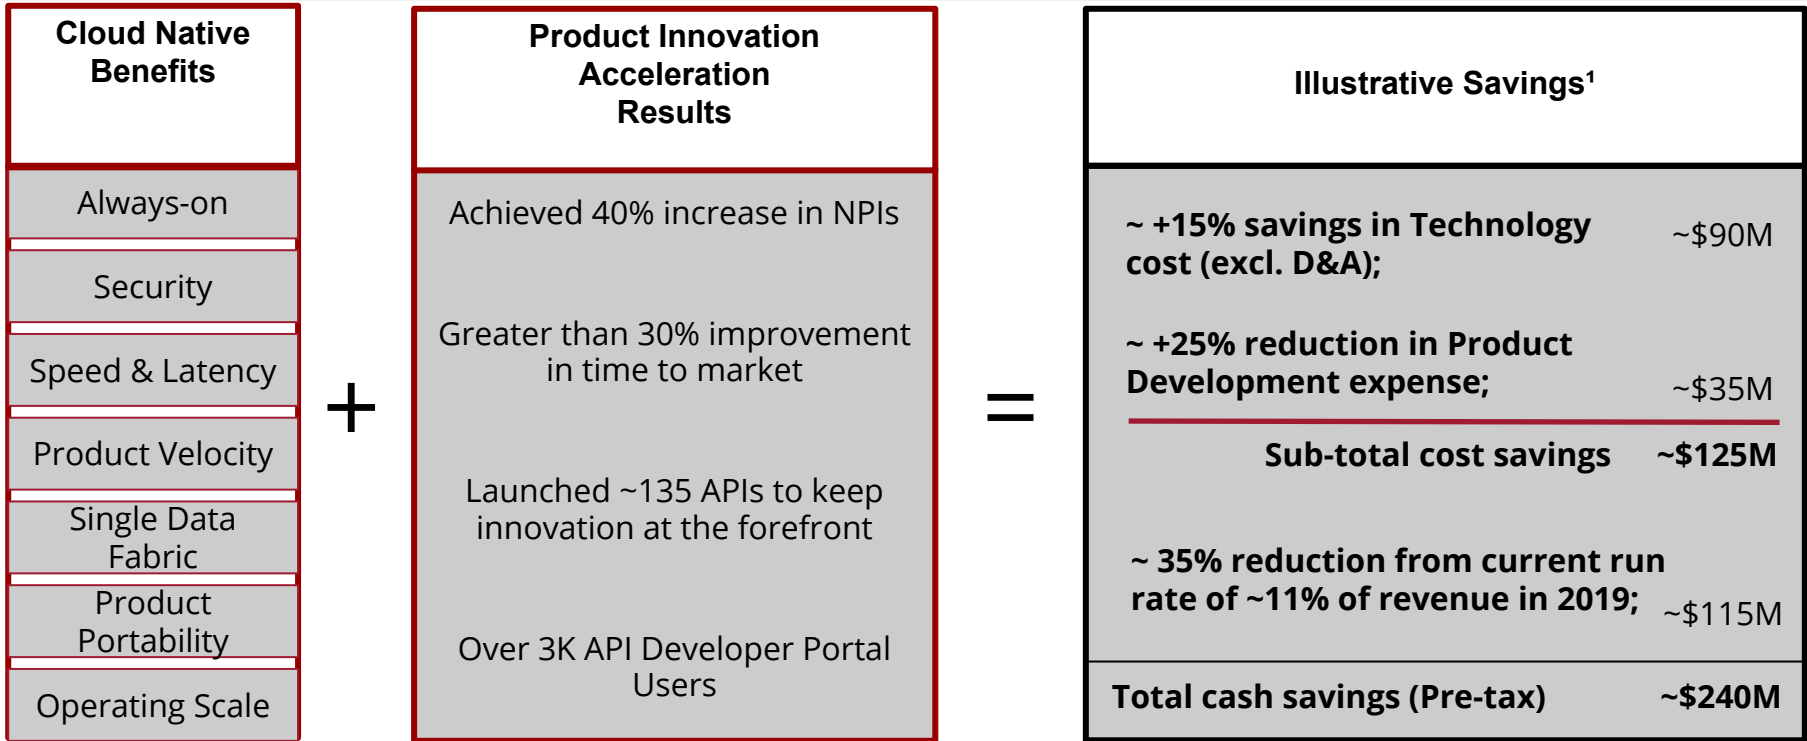 Cloud Native
Benefits
Always-on
Security
Speed & Latency
Product Velocity
Single Data
Fabric
Product
Portability
Operating Scale
+
Product Innovation
Acceleration
Results
Achieved 40% increase in NPIs
Greater than 30% improvement
in time to market
Launched ~135 APIs to keep
innovation at the forefront
Over 3K API Developer Portal
Users
=
Illustrative Savings¹
~ +15% savings in Technology
cost (excl. D&A);
~$90M
~ +25% reduction in Product
Development expense;
~$35M
Sub-total cost savings ~$125M
~ 35% reduction from current run
rate of ~11% of revenue in 2019;
~$115M
Total cash savings (Pre-tax) ~$240M